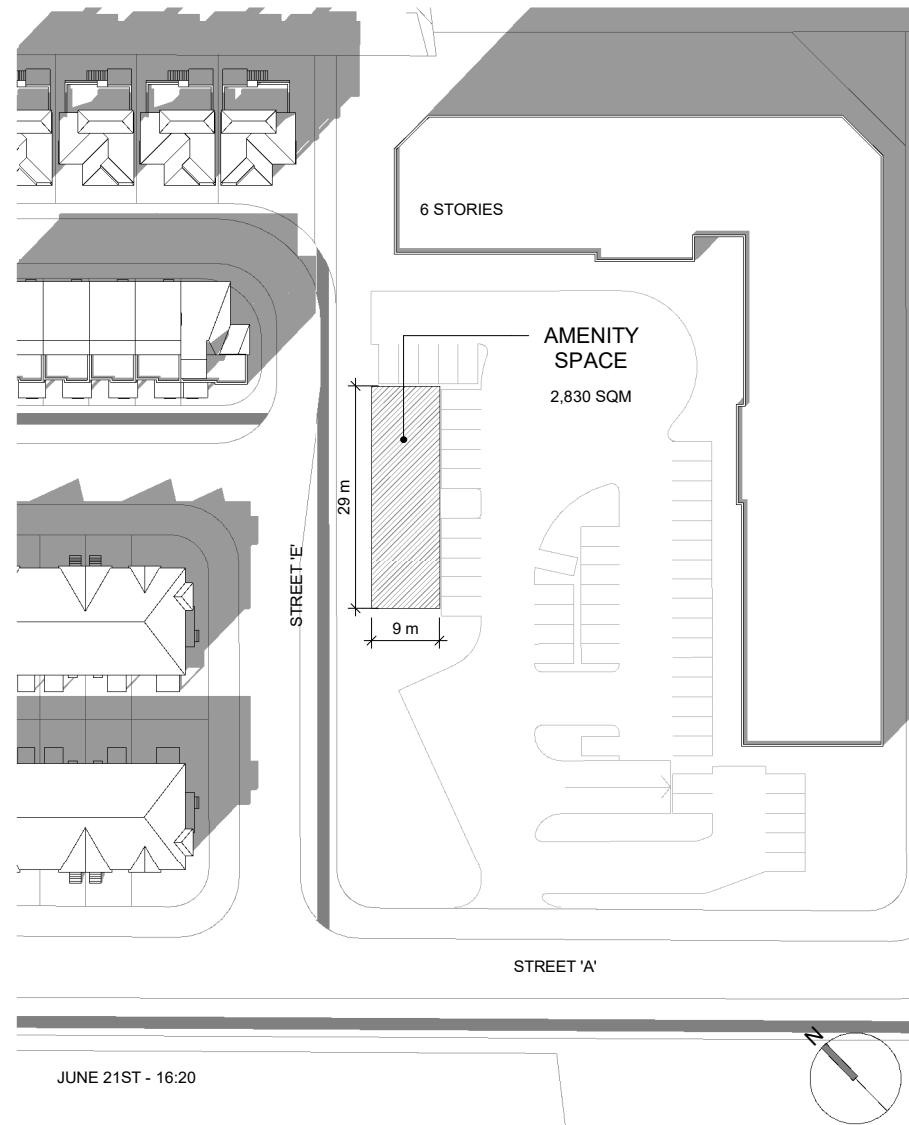 6 STORIES
AMENITY
SPACE
2,830 SQM
29 m
9 m
STREET 'E'
STREET 'A'
N
JUNE 21ST - 16:20